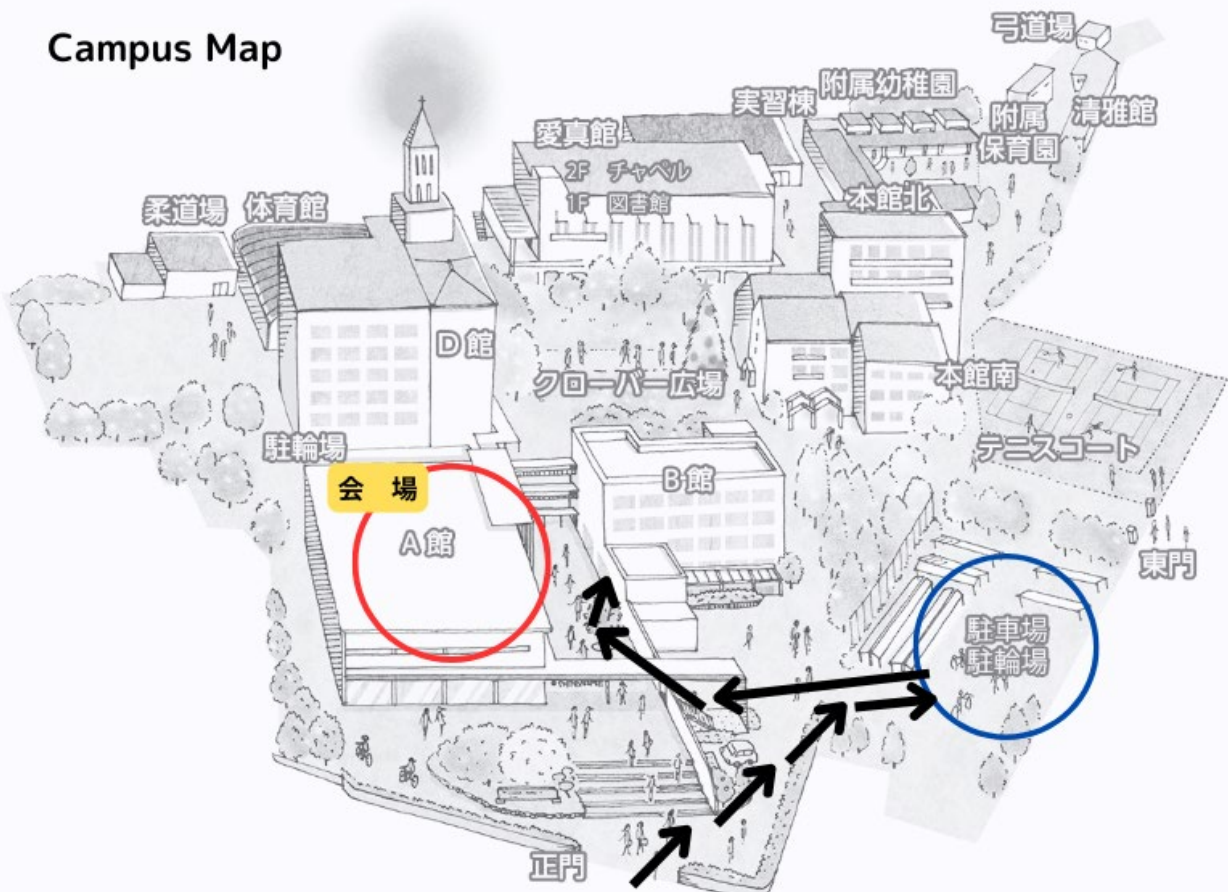 Campus Map
弓道場
附属幼稚園
実習棟
附属
保育園
清雅館
愛真館
2F チャペル
1F 図書館
本館北
柔道場
体育館
D館
クローバー広場
本館南
テニスコート
駐輪場
会 場
A館
B館
東門
駐車場
駐輪場
正門